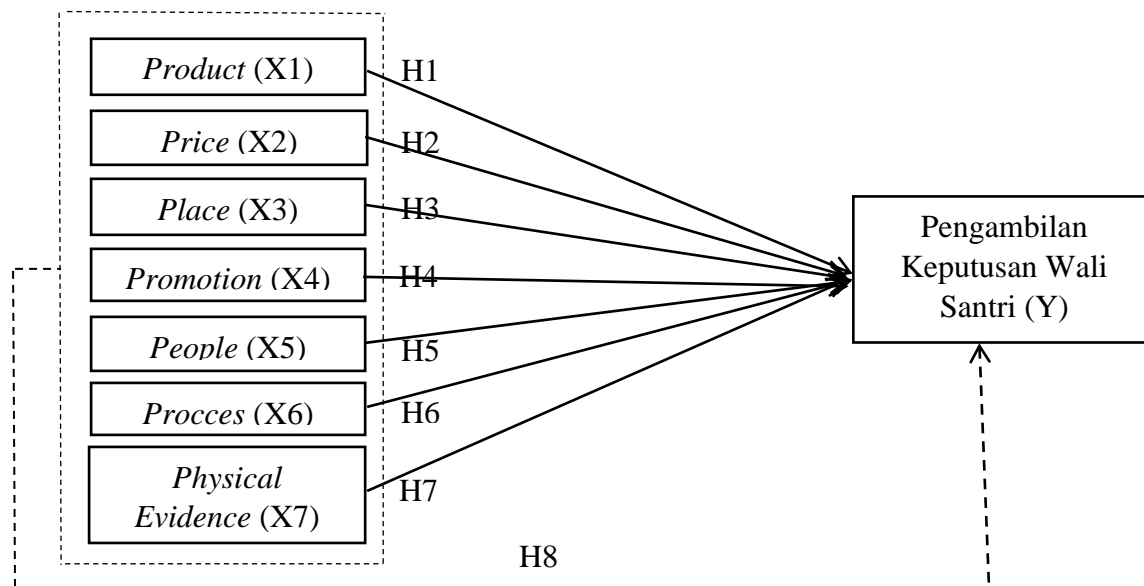 Product (X1)
H1
Price (X2)
H2
Place (X3)
H3
Promotion (X4)
H4
People (X5)
H5
Procces (X6)
H6
Physical
Evidence (X7)
H7
H8
Pengambilan
Keputusan Wali
Santri (Y)